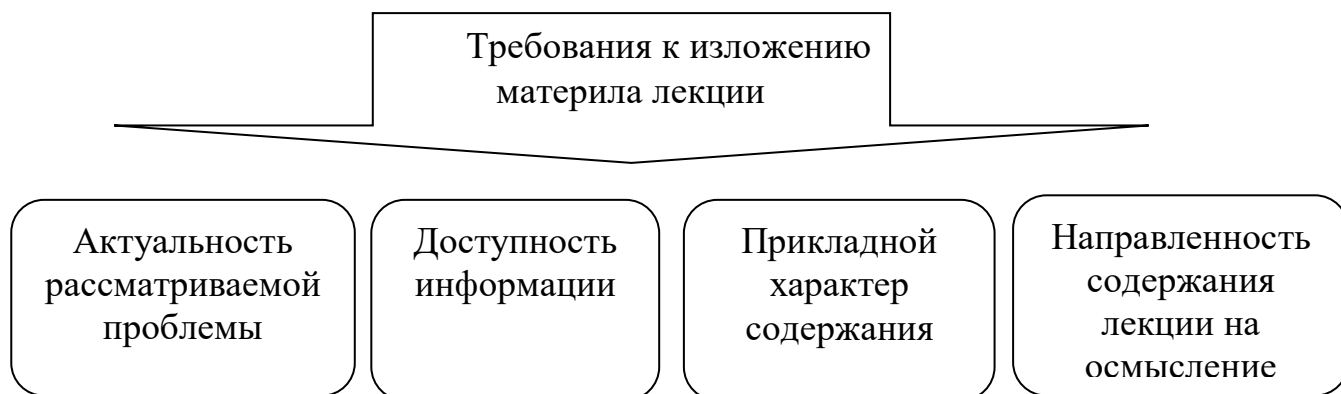 Требования к изложению
материла лекции
Актуальность
рассматриваемой
проблемы
Доступность
информации
Прикладной
характер
содержания
Направленность
содержания
лекции на
осмысление